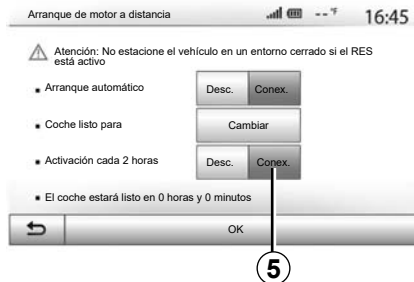 Arranque de motor a distancia
--°F 16:45
Atención: No estacione el vehículo en un entorno cerrado si el RES
está activo
Arranque automático Desc. Conex.
Coche listo para Cambiar
Activación cada 2 horas Desc. Conex.
El coche estará listo en 0 horas y 0 minutos
OK
5